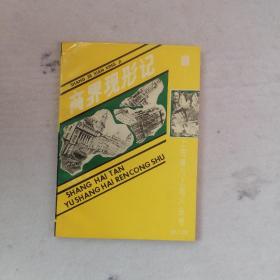 SHANG JIE XIAN XING JI
商界现形记
SHANG HAI TAN
YU SHANG HAI REN CONG SHU